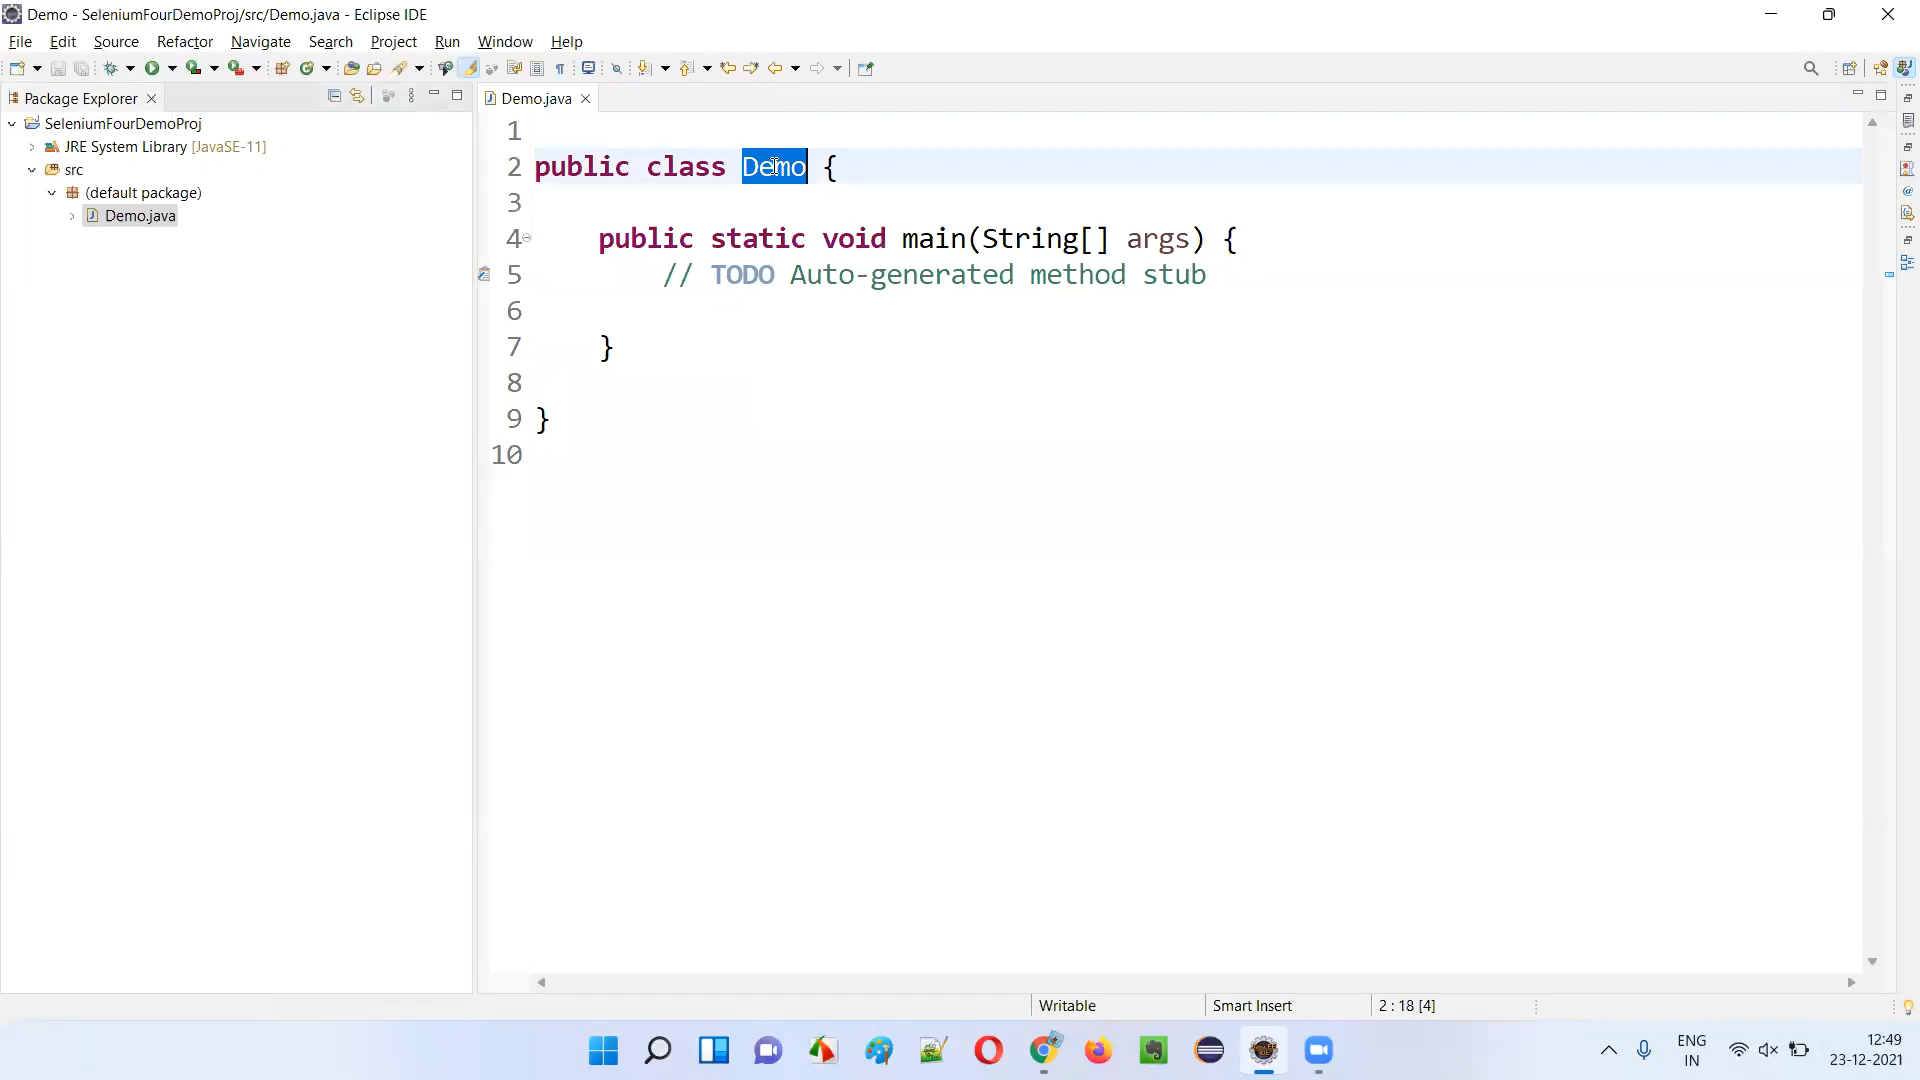 Demo - SeleniumFourDemoProj/src/Demo.java - Eclipse IDE
File Edit Source Refactor Navigate Search Project Run Window Help
Package Explorer
Demo.java
SeleniumFourDemoProj
JRE System Library [JavaSE-11]
src
(default package)
Demo.java
1
2 public class Demo {
3
4 public static void main(String[] args) {
5 // TODO Auto-generated method stub
6
7 }
8
9 }
10
Writable Smart Insert 2 : 18 [4]
ENG
IN
12:49
23-12-2021